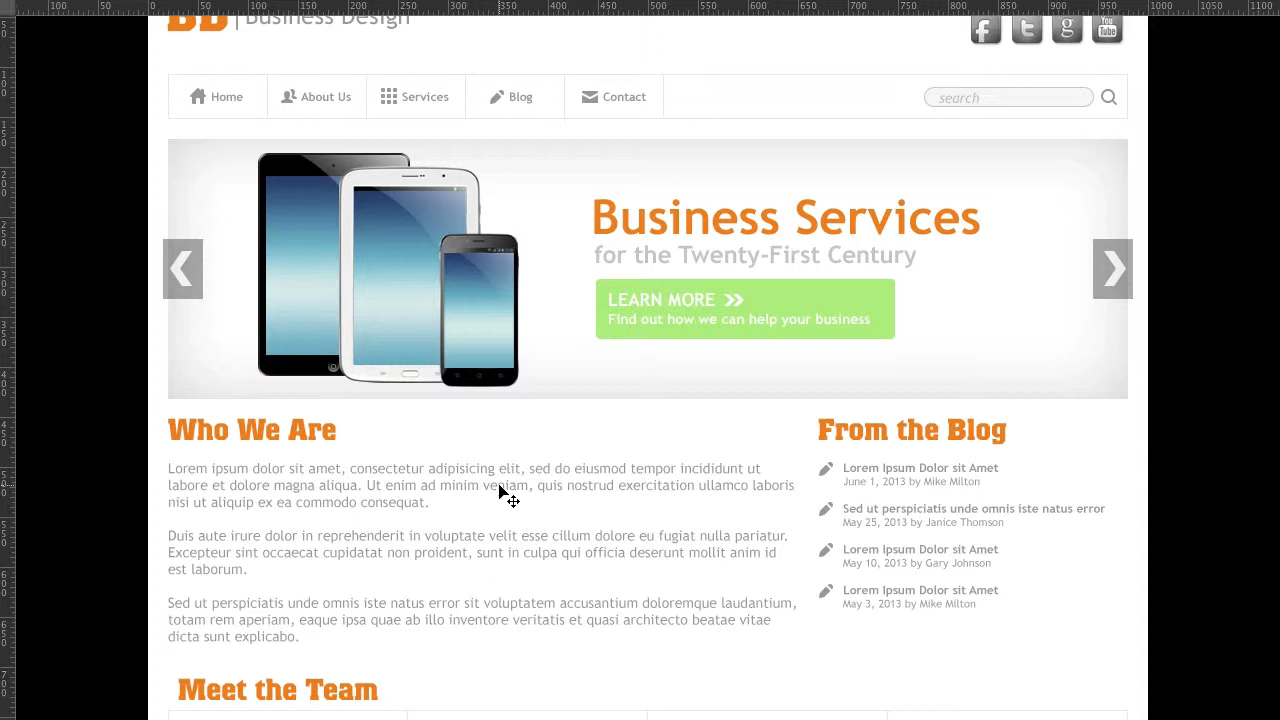 BD | Business Design
Home About Us Services Blog Contact search
You
Tube
Business Services
for the Twenty-First Century
LEARN MORE
Find out how we can help your business
Who We Are
Lorem ipsum dolor sit amet, consectetur adipisicing elit, sed do eiusmod tempor incididunt ut
labore et dolore magna aliqua. Ut enim ad minim veniam, quis nostrud exercitation ullamco laboris
nisi ut aliquip ex ea commodo consequat.
Duis aute irure dolor in reprehenderit in voluptate velit esse cillum dolore eu fugiat nulla pariatur.
Excepteur sint occaecat cupidatat non proident, sunt in culpa qui officia deserunt mollit anim id
est laborum.
Sed ut perspiciatis unde omnis iste natus error sit voluptatem accusantium doloremque laudantium,
totam rem aperiam, eaque ipsa quae ab illo inventore veritatis et quasi architecto beatae vitae
dicta sunt explicabo.
From the Blog
Lorem Ipsum Dolor sit Amet
June 1, 2013 by Mike Milton
Sed ut perspiciatis unde omnis iste natus error
May 25, 2013 by Janice Thomson
Lorem Ipsum Dolor sit Amet
May 10, 2013 by Gary Johnson
Lorem Ipsum Dolor sit Amet
May 3, 2013 by Mike Milton
Meet the Team